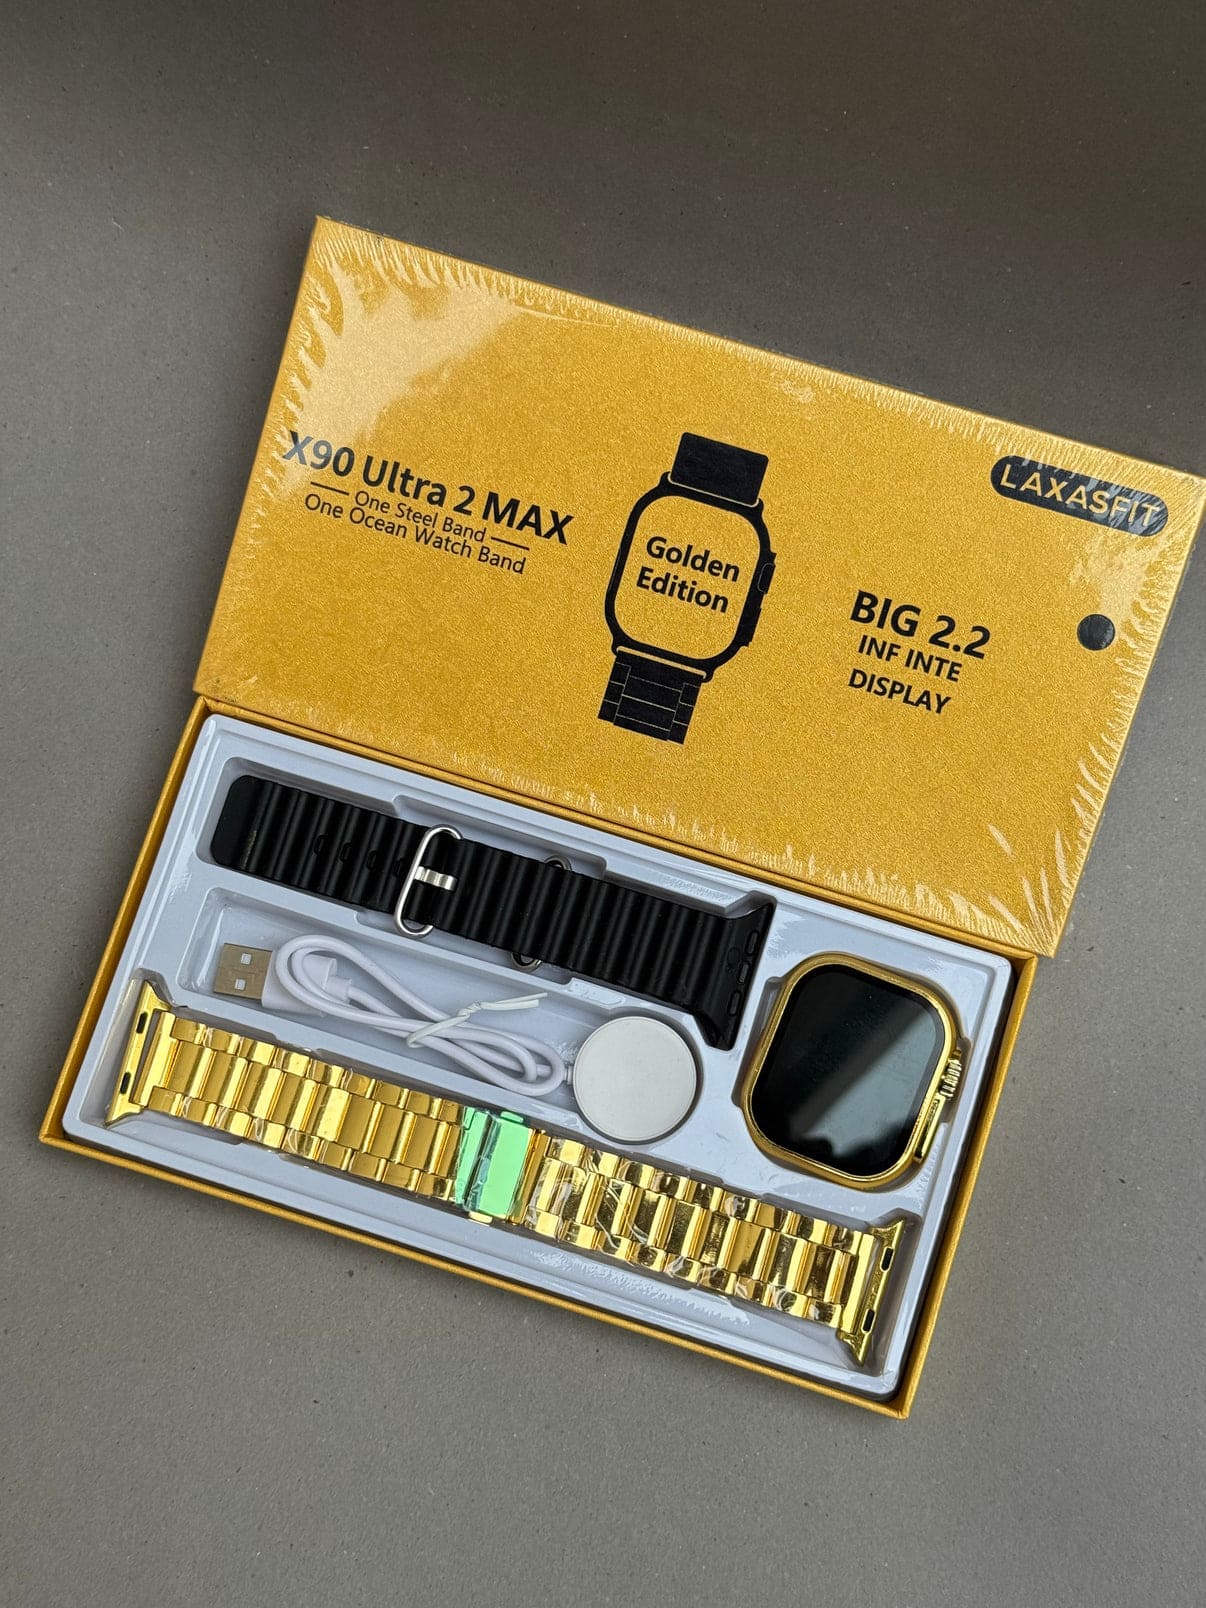 X90 Ultra 2 MAX
One Steel Band
One Ocean Watch Band
Golden
Edition
LAXASFIT
BIG 2.2
INF INTE
DISPLAY